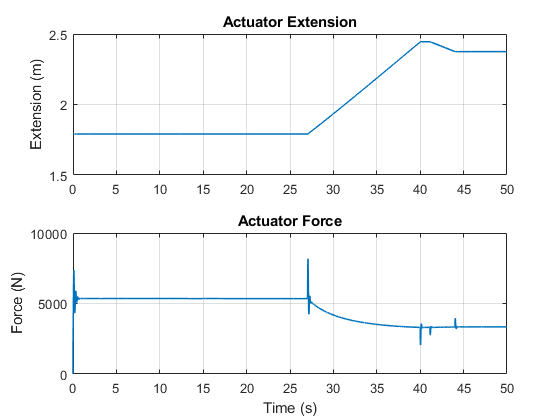 Actuator Extension
Extension (m)
2.5
2
1.5
0 5 10 15 20 25 30 35 40 45 50
Actuator Force
Force (N)
10000
5000
0
0 5 10 15 20 25 30 35 40 45 50
Time (s)